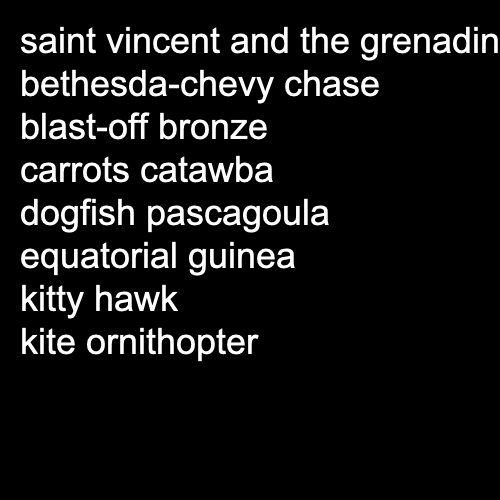 saint vincent and the grenadin
bethesda-chevy chase
blast-off bronze
carrots catawba
dogfish pascagoula
equatorial guinea
kitty hawk
kite ornithopter